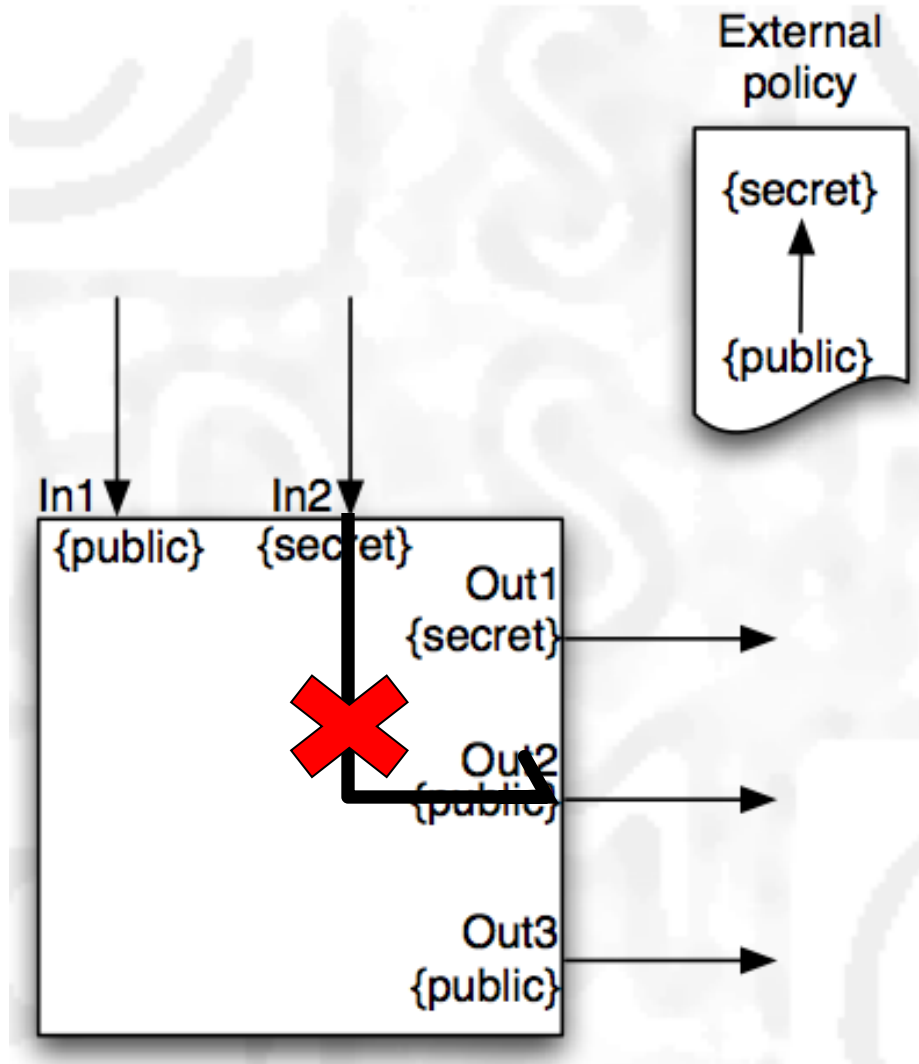 External
policy
{secret}
{public}
In1
In2
{public}
{secret}
Out1
{secret}
Out2
{public}
Out3
{public}